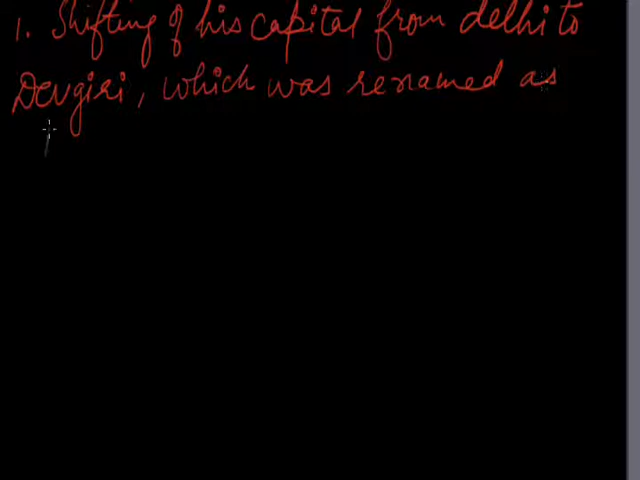 1. Shifting of his capital from delhi to
Devgiri, which was renamed as